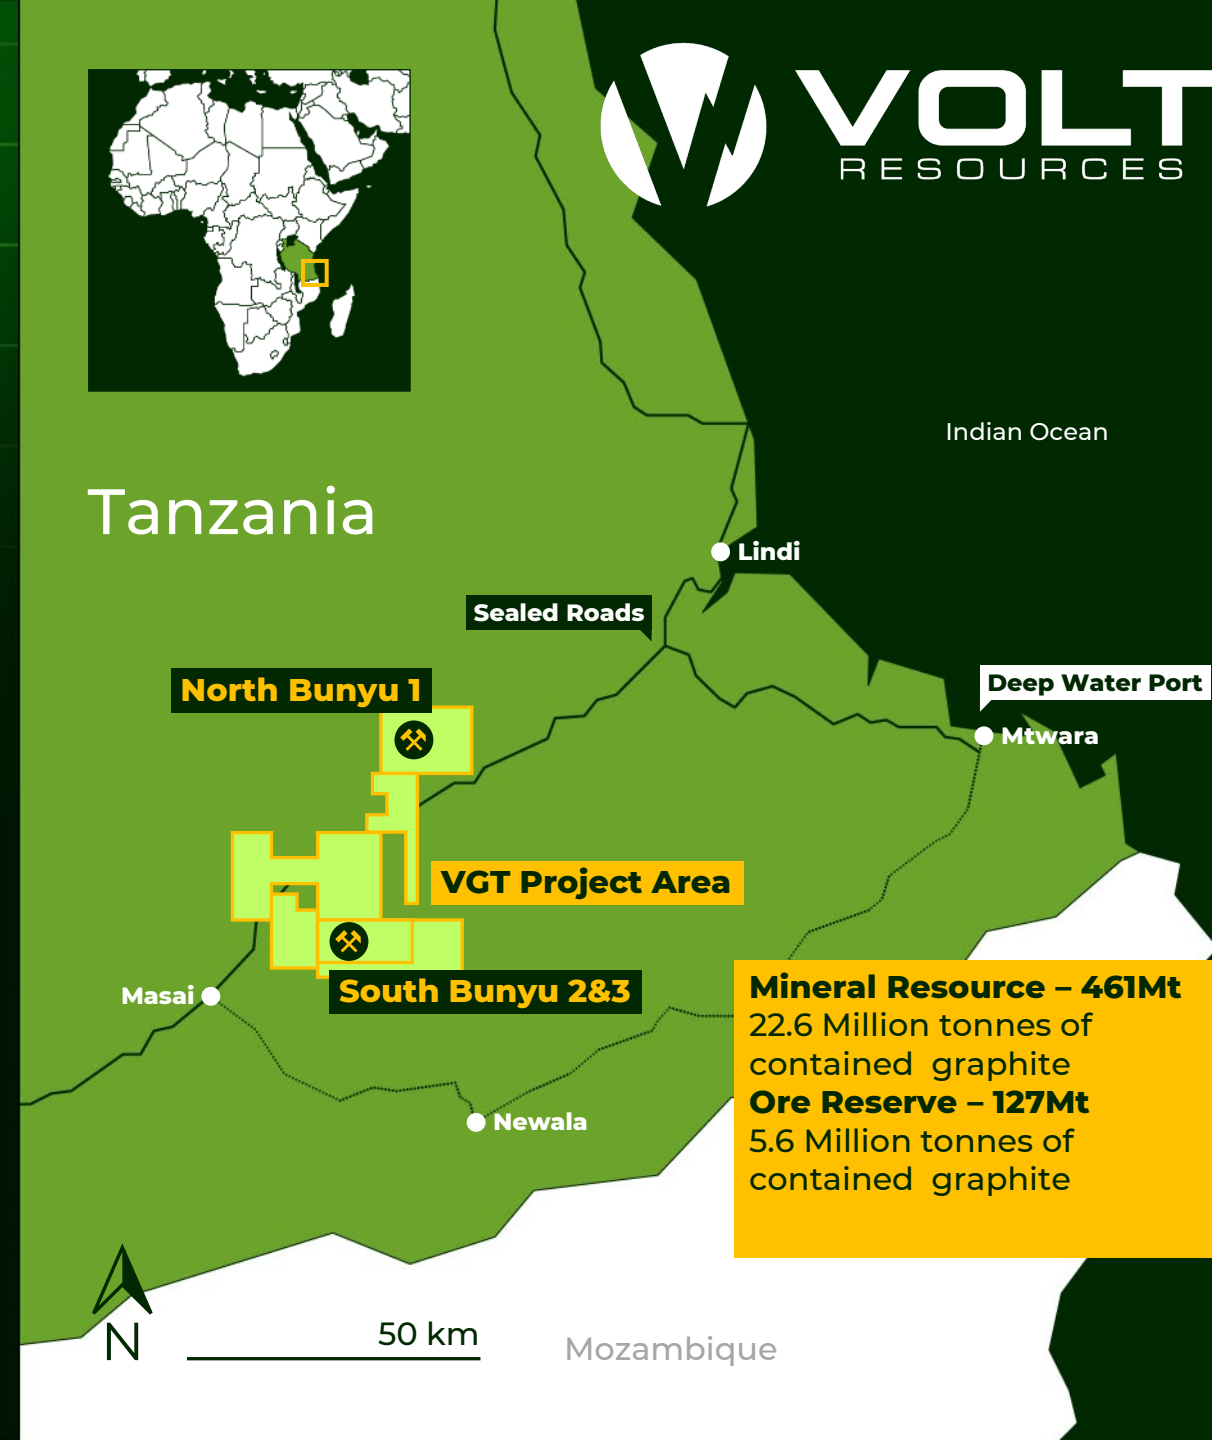 VOLT
RESOURCES
Indian Ocean
Tanzania
Lindi
Sealed Roads
North Bunyu 1
Deep Water Port
Mtwara
VGT Project Area
Masai
South Bunyu 2&3
Mineral Resource – 461Mt
22.6 Million tonnes of
contained graphite
Ore Reserve – 127Mt
5.6 Million tonnes of
contained graphite
Newala
N
50 km
Mozambique